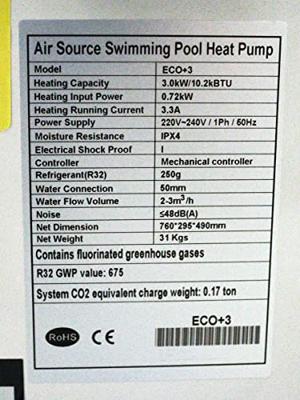 Air Source Swimming Pool Heat Pump
Model ECO+3
Heating Capacity 3.0kW/10.2kBTU
Heating Input Power 0.72kW
Heating Running Current 3.3A
Power Supply 220V~240V / 1Ph / 50Hz
Moisture Resistance IPX4
Electrical Shock Proof I
Controller Mechanical controller
Refrigerant(R32) 250g
Water Connection 50mm
Water Flow Volume 2-3m³/h
Noise ≤48dB(A)
Net Dimension 760*295*490mm
Net Weight 31 Kgs
Contains fluorinated greenhouse gases
R32 GWP value: 675
System CO2 equivalent charge weight: 0.17 ton
ECO+3
RoHS CE